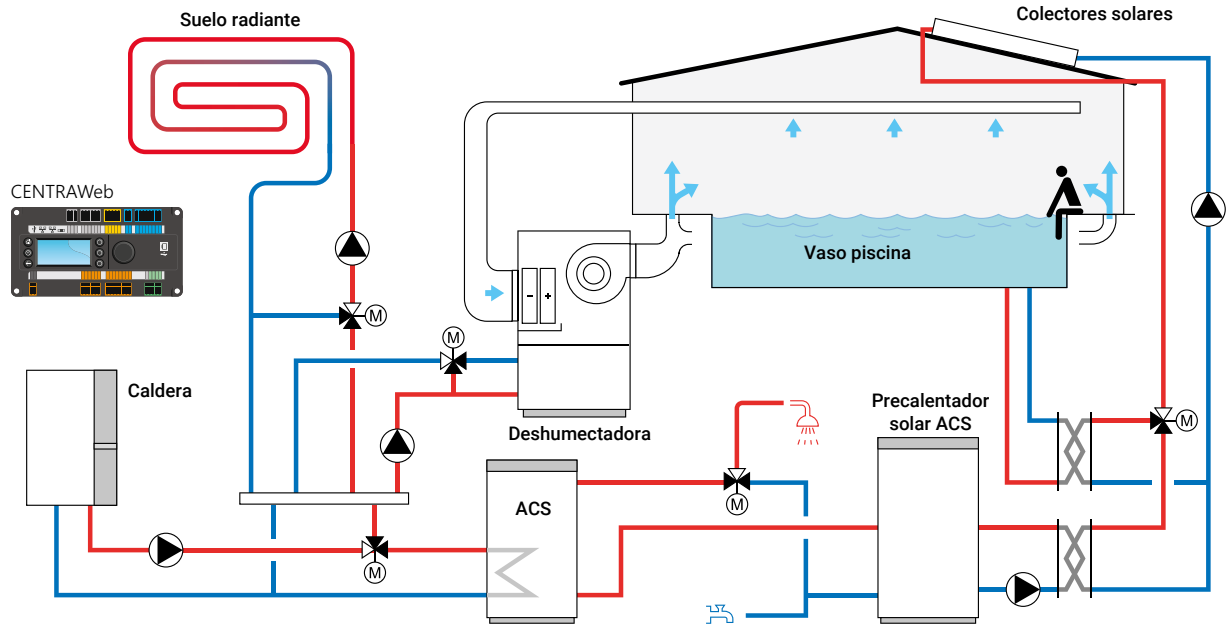 Suelo radiante
Colectores solares
CENTRAWeb
Vaso piscina
M
M
Caldera
Deshumectadora
Precalentador
solar ACS
M
ACS
M
M